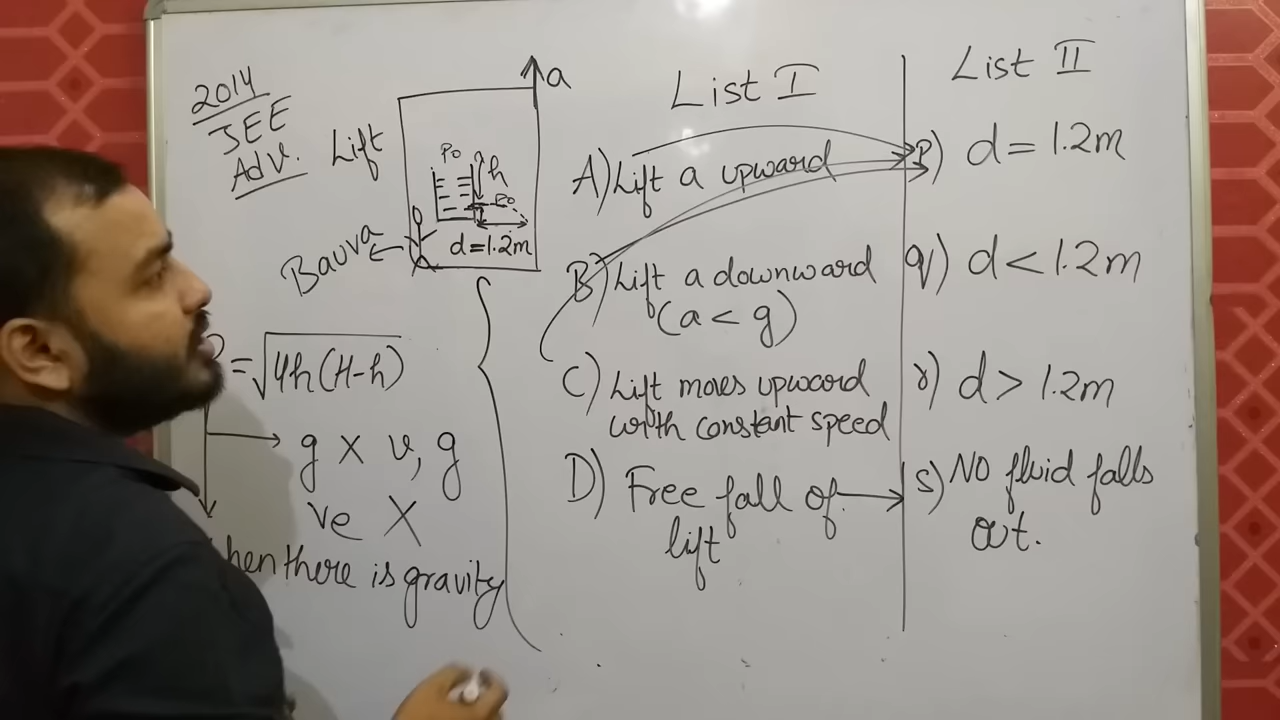 2014
JEE
Adv.
Lift
a
P0
h
P0
d=1.2m
Bauva
=√4h(H-h)
g x v, g
ve X
hen there is gravity
List I
A) Lift a upward
B) Lift a downward
(a < g)
C) Lift moves upward
with constant speed
D) Free fall of
lift
List II
P) d = 1.2m
q) d < 1.2m
r) d > 1.2m
s) No fluid falls
out.